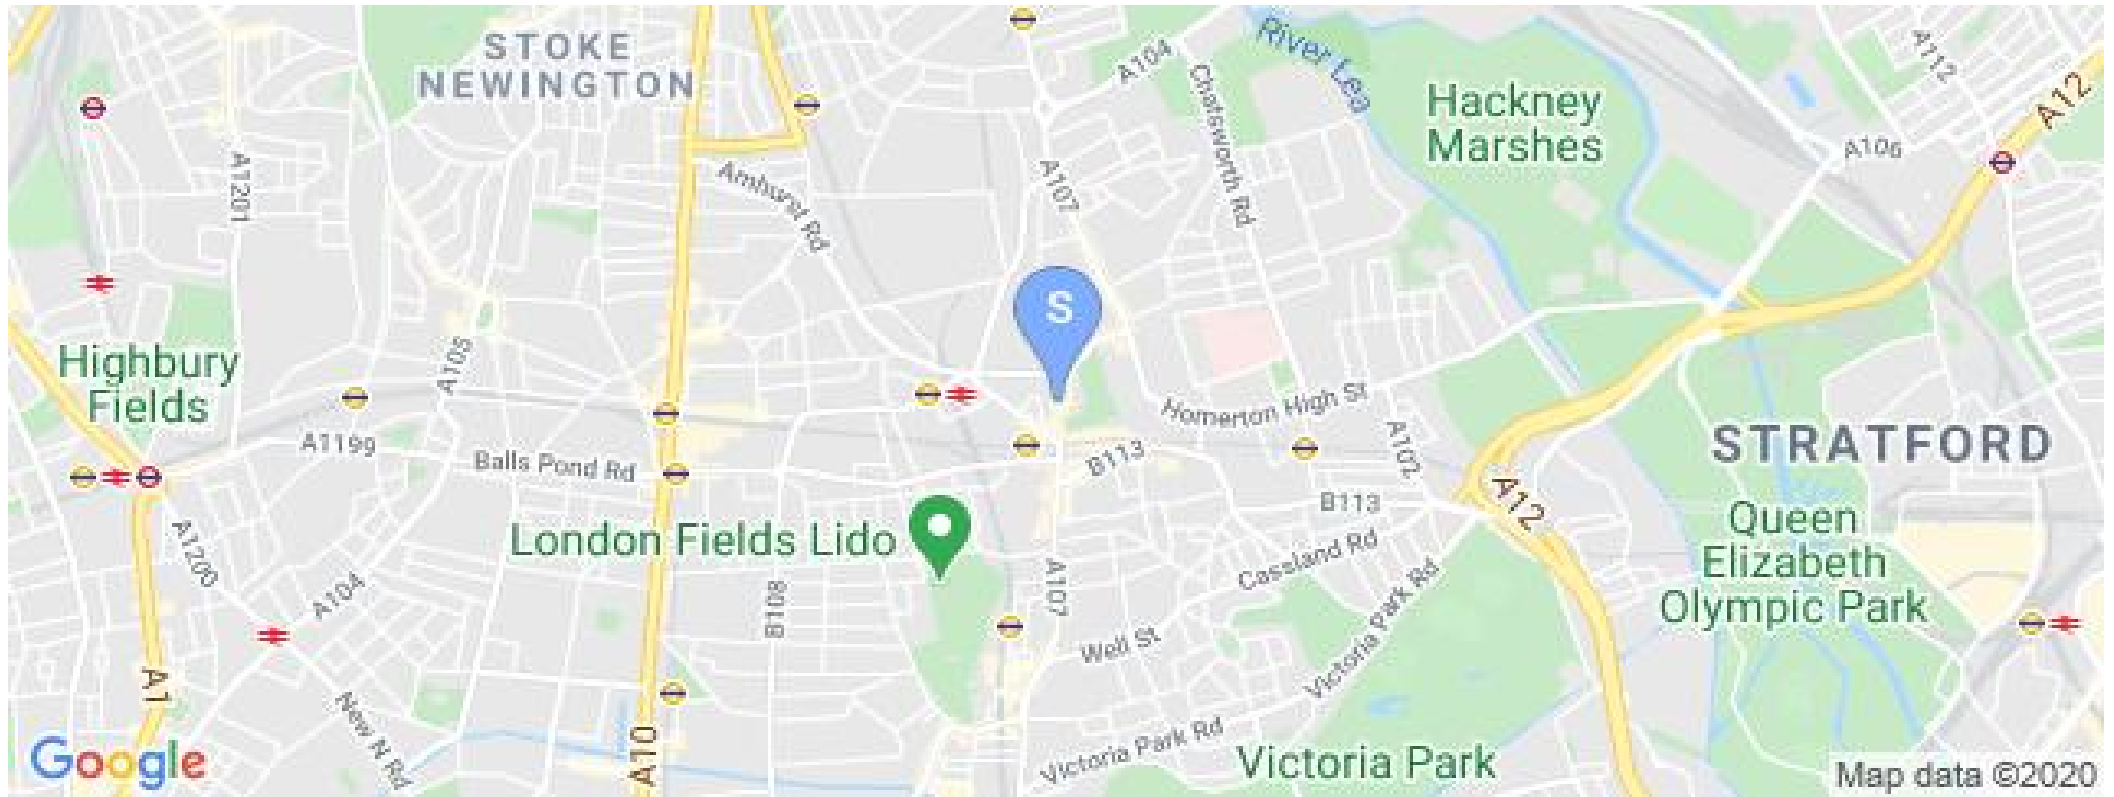 STOKE
NEWINGTON
A104
River Lea
Chatsworth Rd
Hackney
Marshes
A112
A12
A106
A1201
Amhurst Rd
A107
S
Highbury
Fields
A105
Homerton High St
A1199
Balls Pond Rd
B113
A102
STRATFORD
A12
B113
London Fields Lido
Queen
Elizabeth
Olympic Park
A1200
A104
B108
A107
Cassland Rd
Well St
Victoria Park Rd
A1
New N Rd
A10
Victoria Park Rd
Victoria Park
Google
Map data ©2020